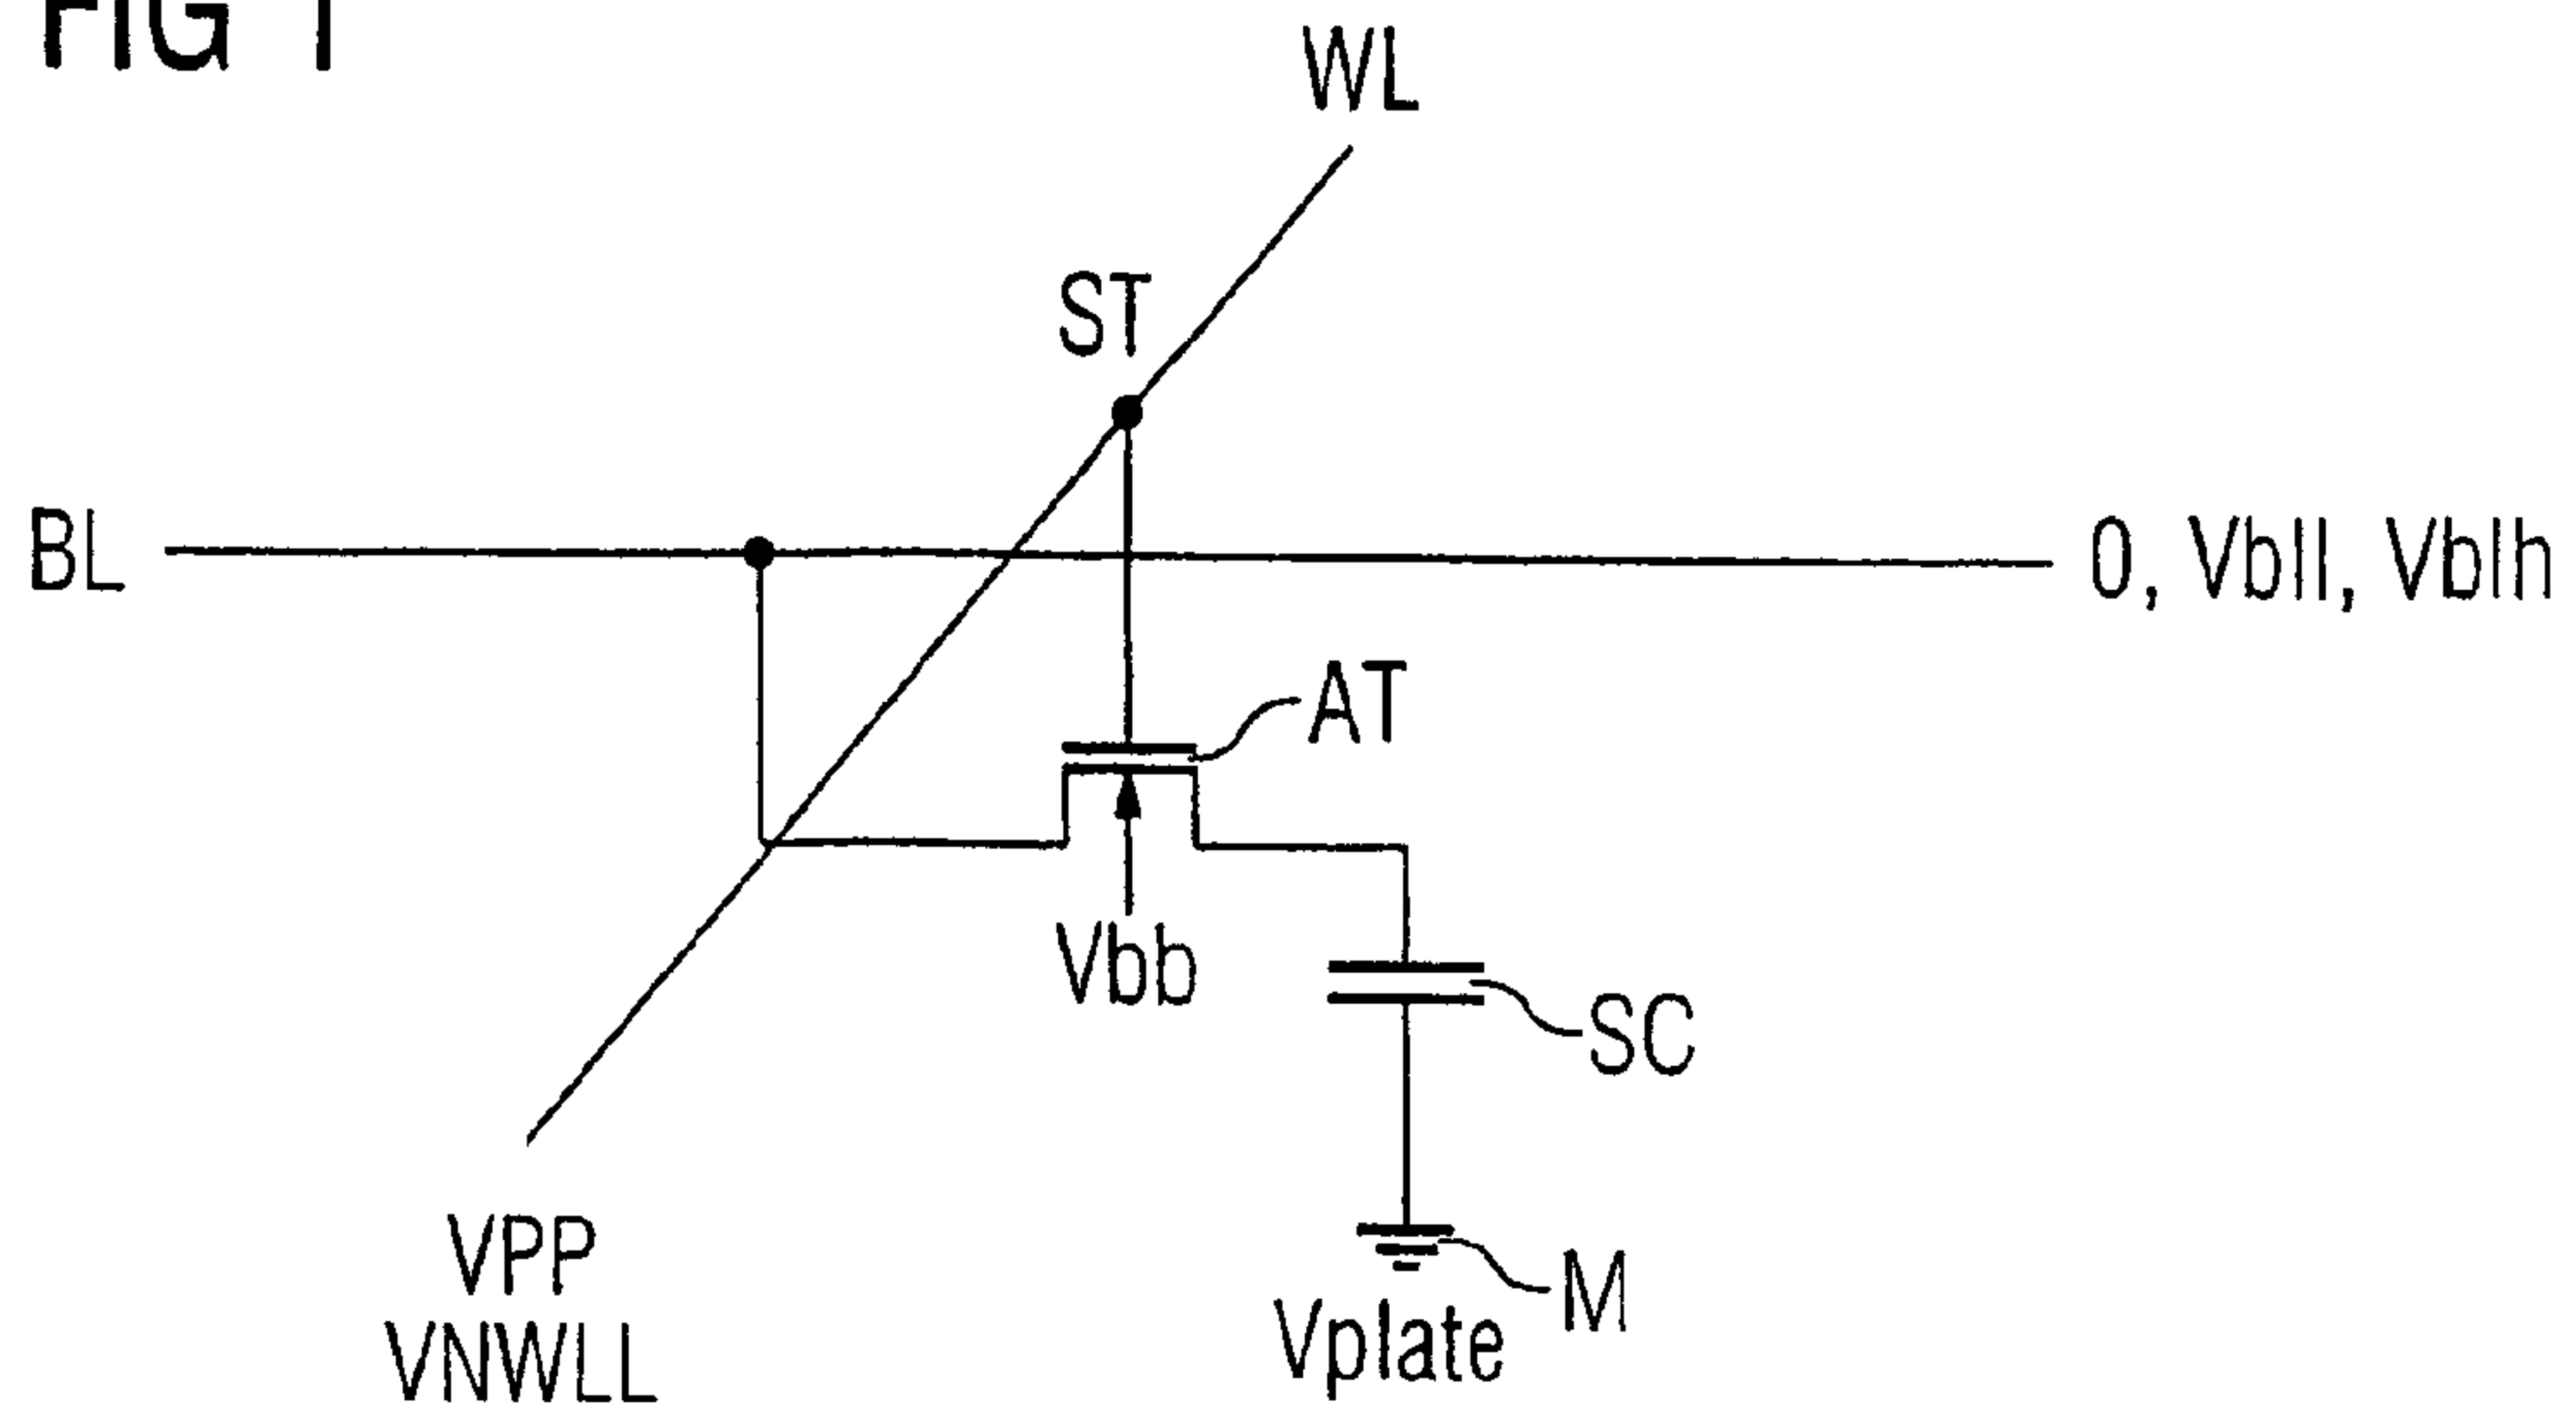 FIG 1
WL
ST
BL
0, Vbll, Vblh
AT
Vbb
SC
VPP
VNWLL
M
Vplate